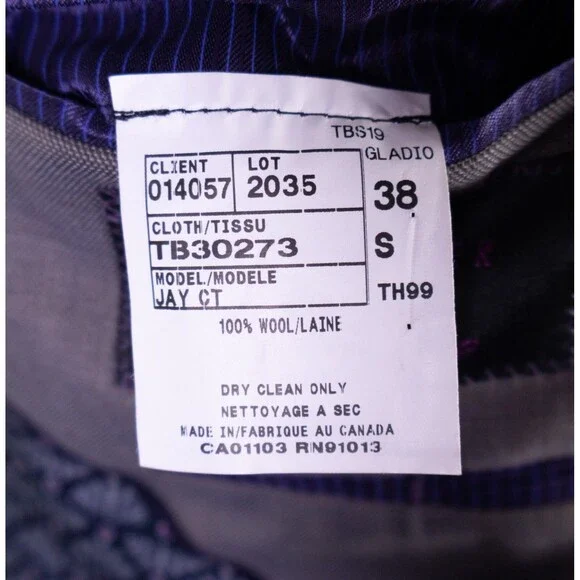 TBS19
GLADIO
CLIENT LOT
014057 2035
38
CLOTH/TISSU
TB30273
S
MODEL/MODELE
JAY CT
TH99
100% WOOL/LAINE
DRY CLEAN ONLY
NETTOYAGE A SEC
MADE IN/FABRIQUE AU CANADA
CA01103 RN91013